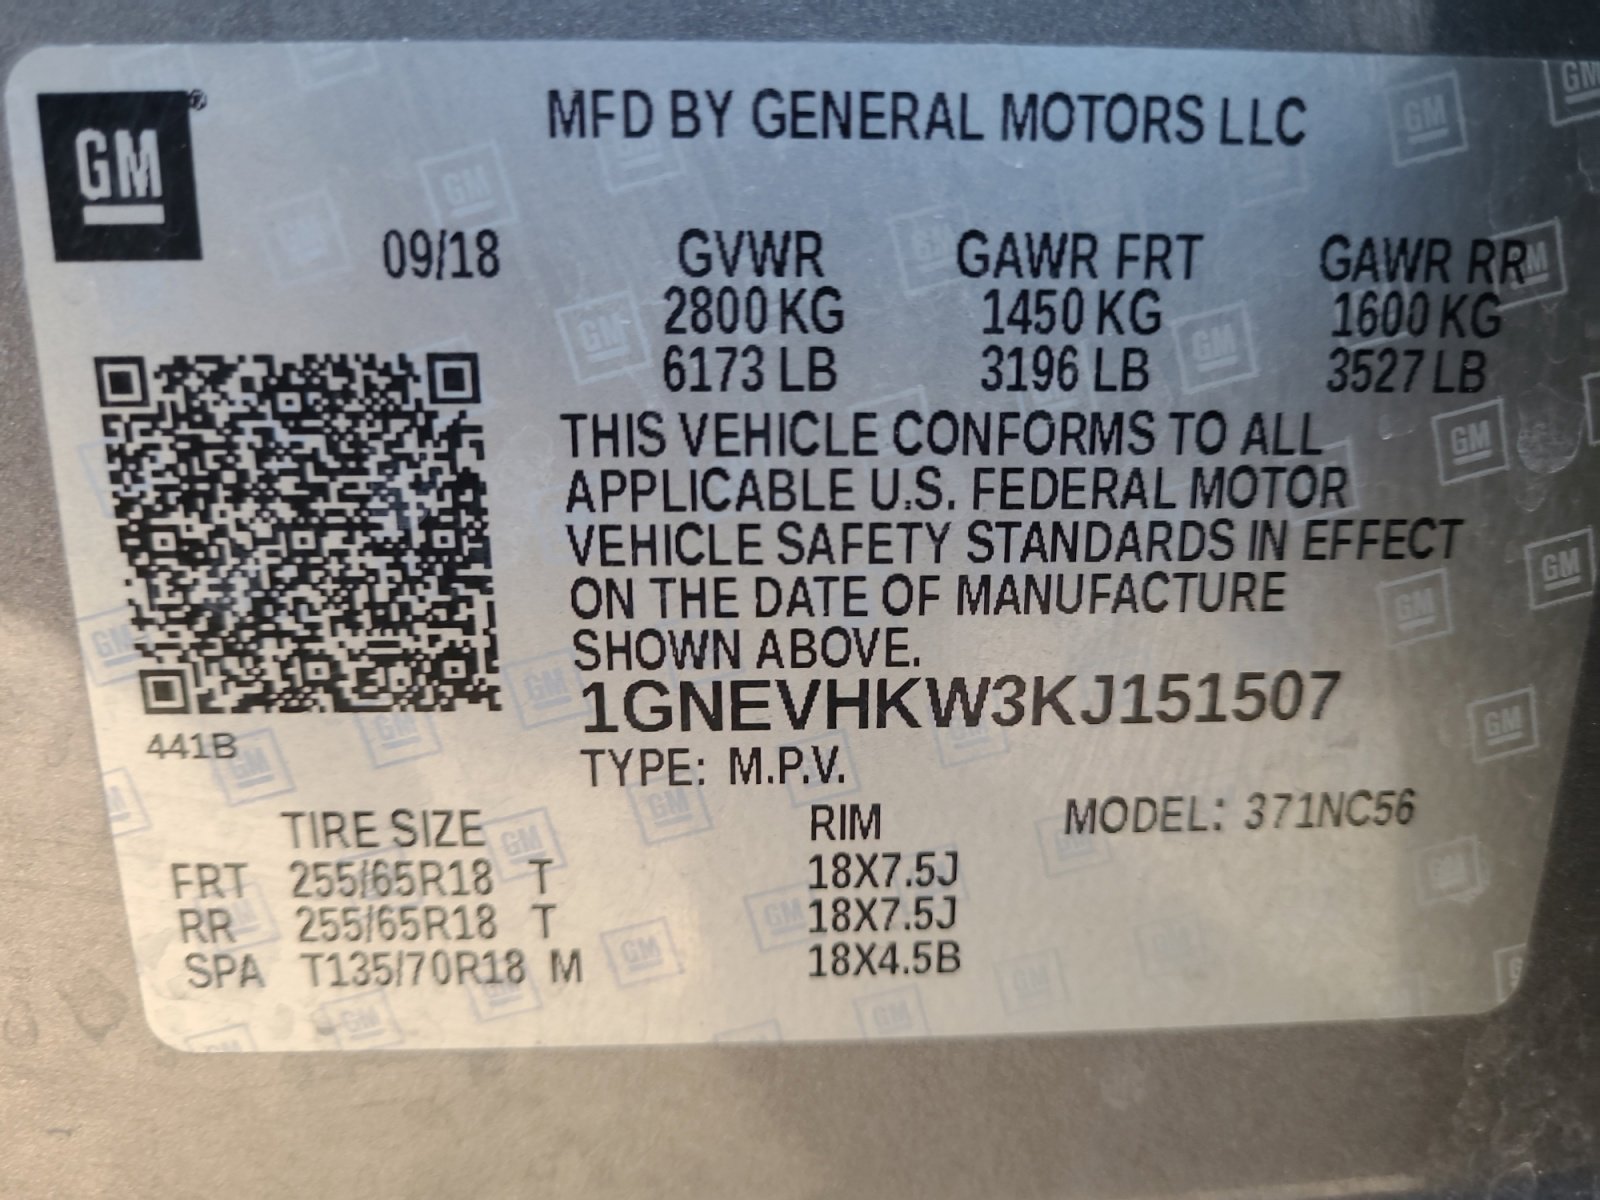 GM
MFD BY GENERAL MOTORS LLC
09/18 GVWR GAWR FRT GAWR RR
2800 KG 1450 KG 1600 KG
6173 LB 3196 LB 3527 LB
THIS VEHICLE CONFORMS TO ALL
APPLICABLE U.S. FEDERAL MOTOR
VEHICLE SAFETY STANDARDS IN EFFECT
ON THE DATE OF MANUFACTURE
SHOWN ABOVE.
1GNEVHKW3KJ151507
441B
TYPE: M.P.V.
TIRE SIZE RIM MODEL: 371NC56
FRT 255/65R18 T 18X7.5J
RR 255/65R18 T 18X7.5J
SPA T135/70R18 M 18X4.5B